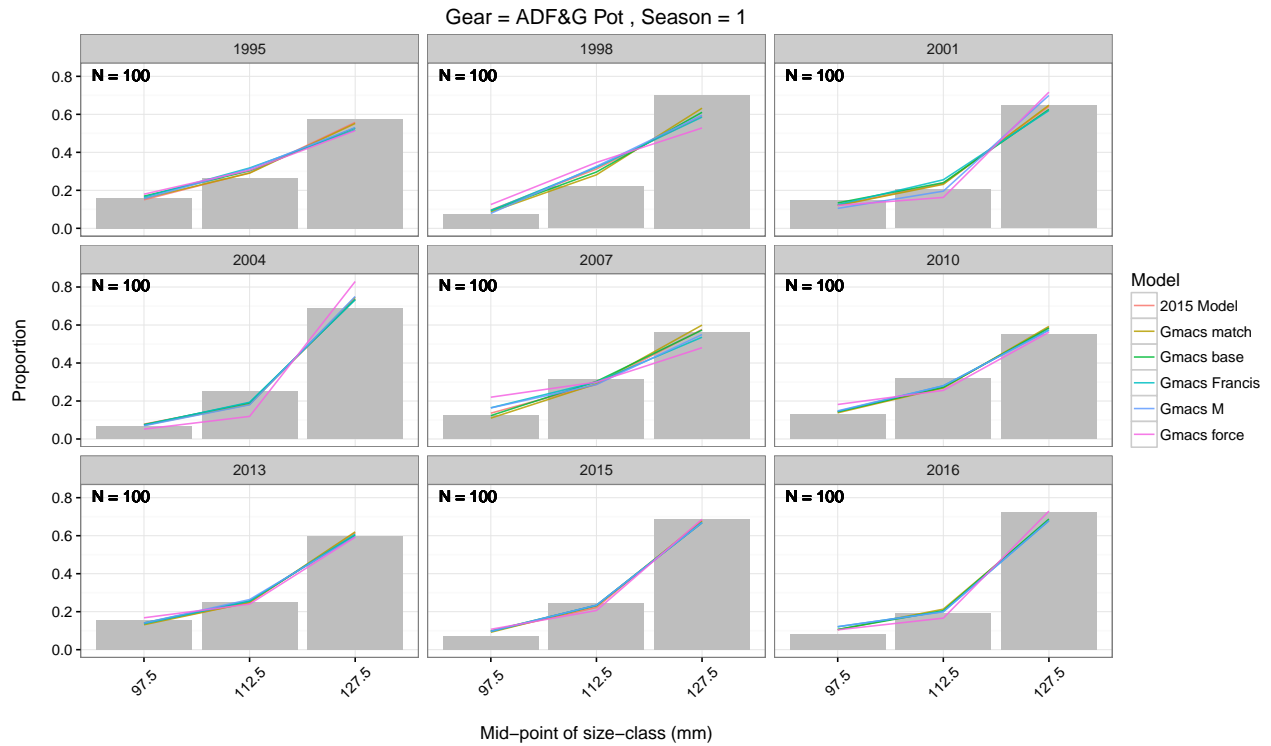 Gear = ADF&G Pot , Season = 1
1995 1998 2001
N = 100 N = 100 N = 100
0.8
0.6
0.4
0.2
0.0
2004 2007 2010
N = 100 N = 100 N = 100
0.8
0.6
0.4
0.2
0.0
2013 2015 2016
N = 100 N = 100 N = 100
0.8
0.6
0.4
0.2
0.0
97.5 112.5 127.5 97.5 112.5 127.5 97.5 112.5 127.5
Mid−point of size−class (mm)
Proportion
Model
2015 Model
Gmacs match
Gmacs base
Gmacs Francis
Gmacs M
Gmacs force